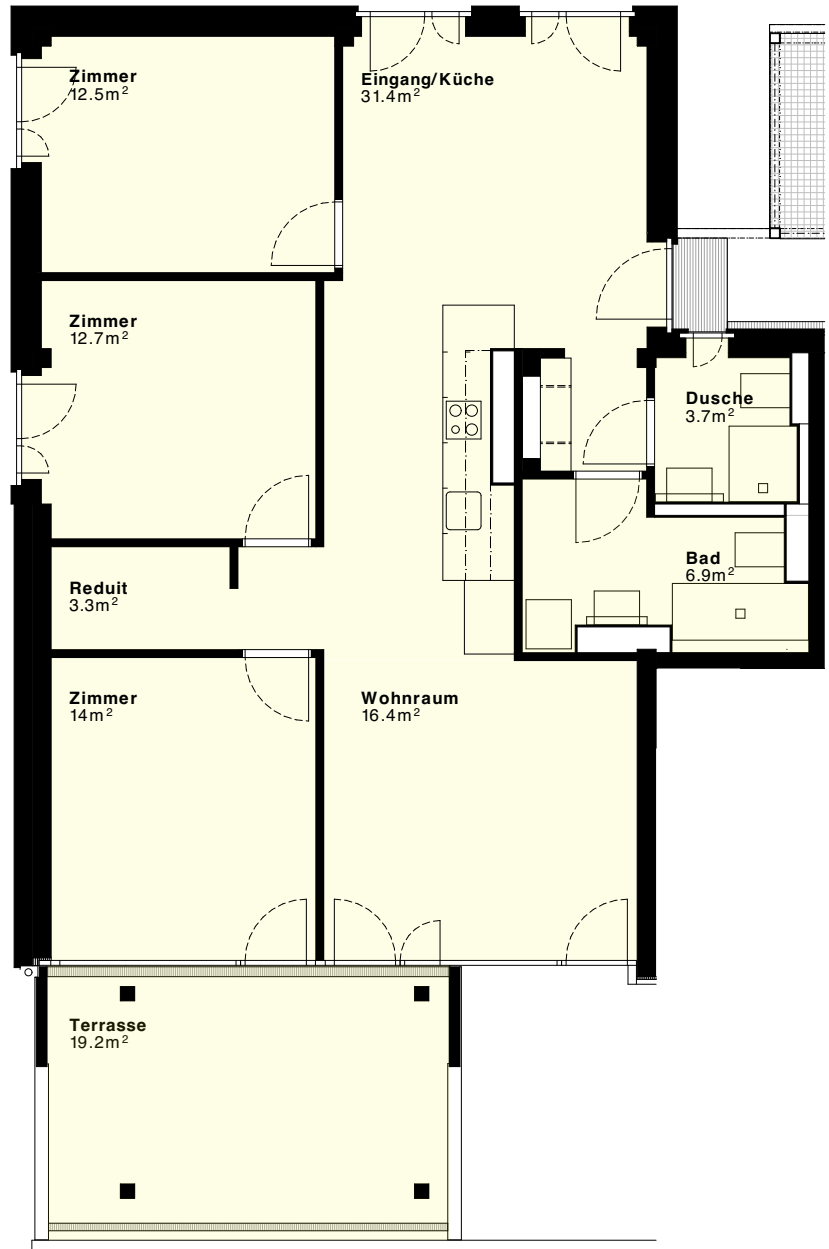 Zimmer
12.5m²
Eingang/Küche
31.4m²
Zimmer
12.7m²
Dusche
3.7m²
Bad
6.9m²
Reduit
3.3m²
Zimmer
14m²
Wohnraum
16.4m²
Terrasse
19.2m²